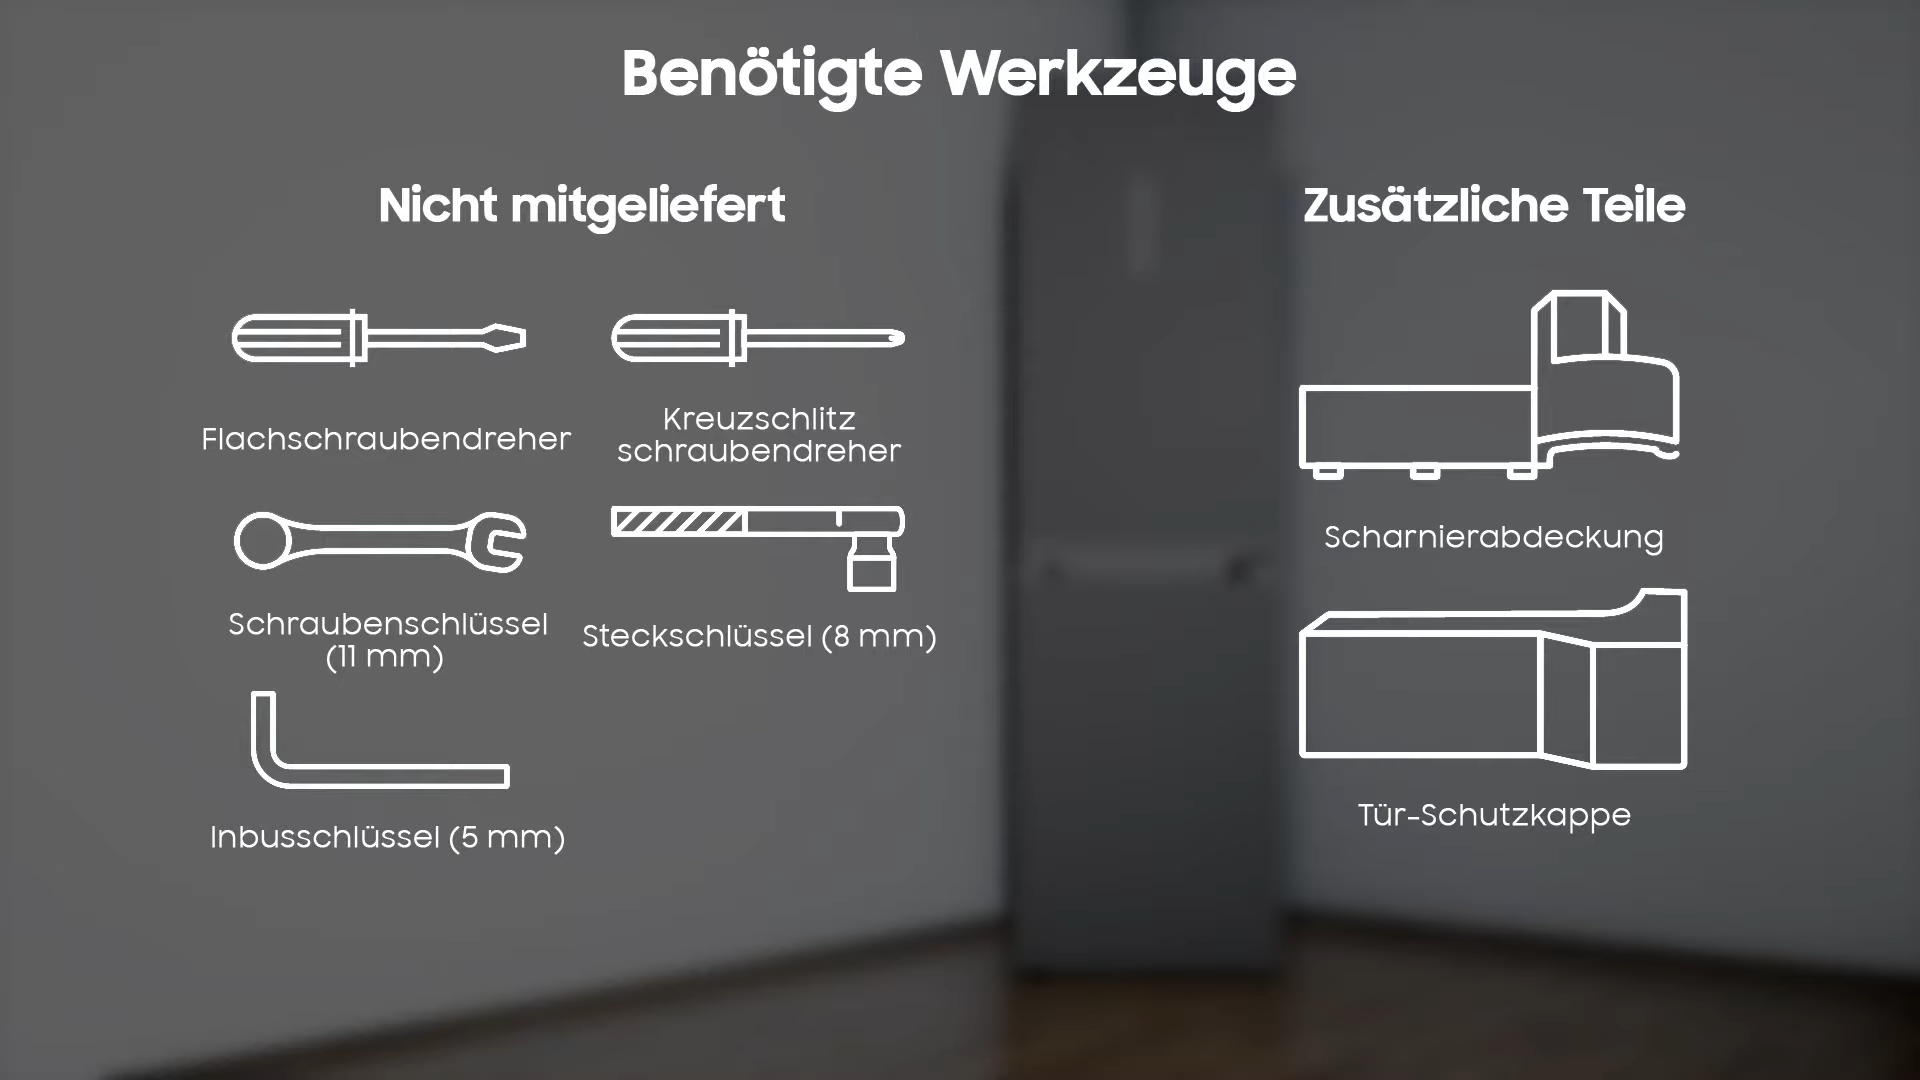 Benötigte Werkzeuge
Nicht mitgeliefert
Flachschraubendreher
Kreuzschlitz
schraubendreher
Schraubenschlüssel
(11 mm)
Steckschlüssel (8 mm)
Inbusschlüssel (5 mm)
Zusätzliche Teile
Scharnierabdeckung
Tür-Schutzkappe